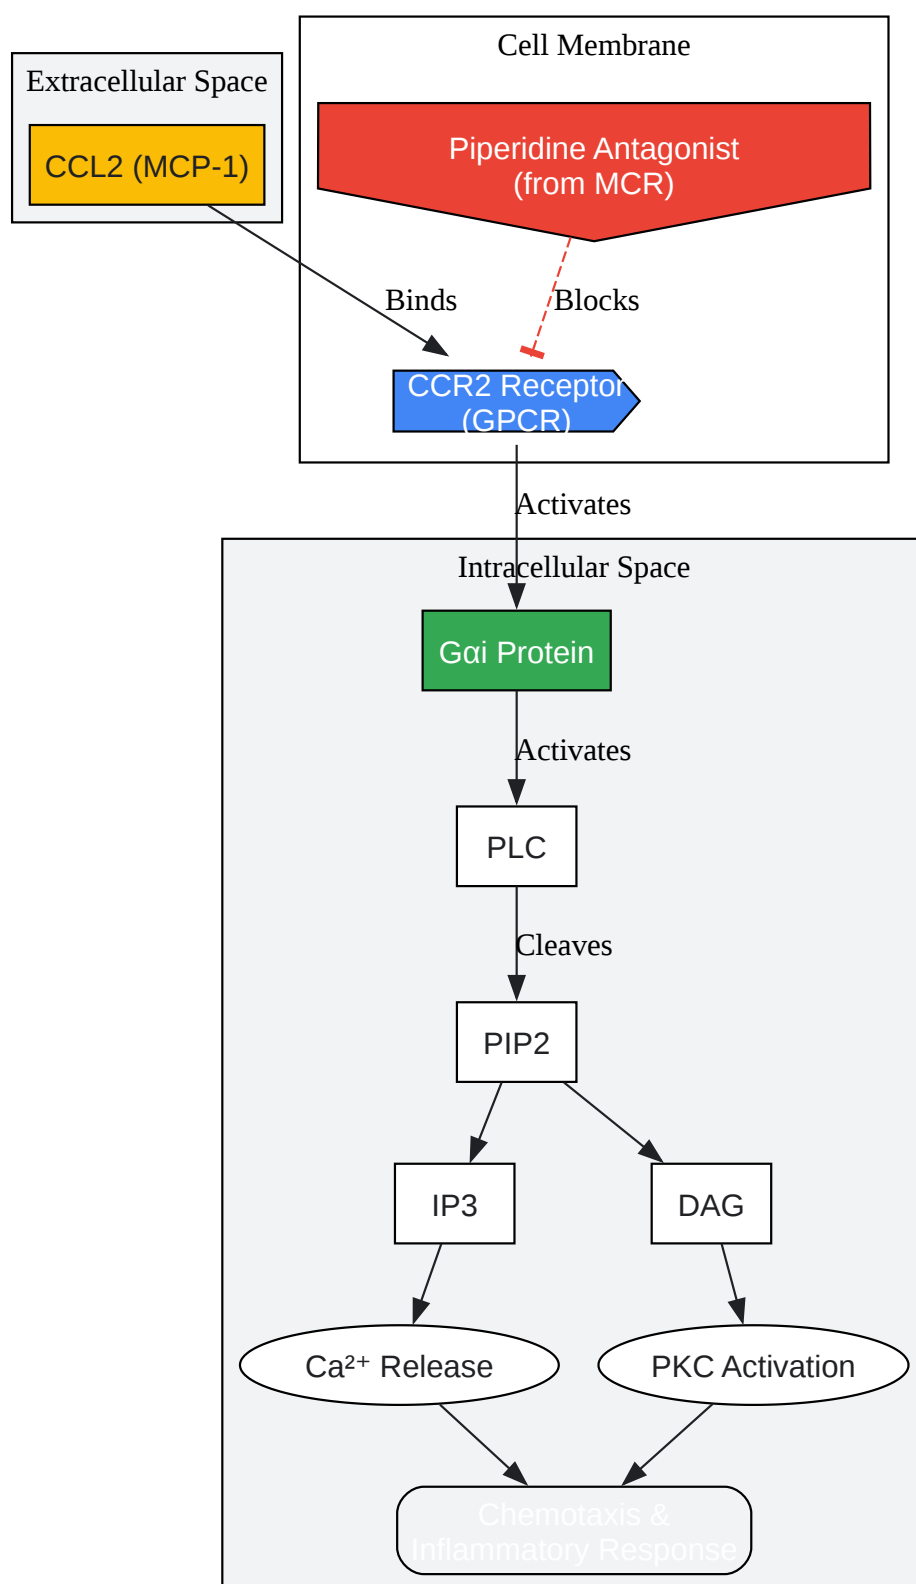 Cell Membrane
Extracellular Space
CCL2 (MCP-1)
Piperidine Antagonist
(from MCR)
Binds
Blocks
CCR2 Receptor
(GPCR)
Activates
Intracellular Space
Gαi Protein
Activates
PLC
Cleaves
PIP2
IP3
DAG
Ca²⁺ Release
PKC Activation
Chemotaxis &
Inflammatory Response